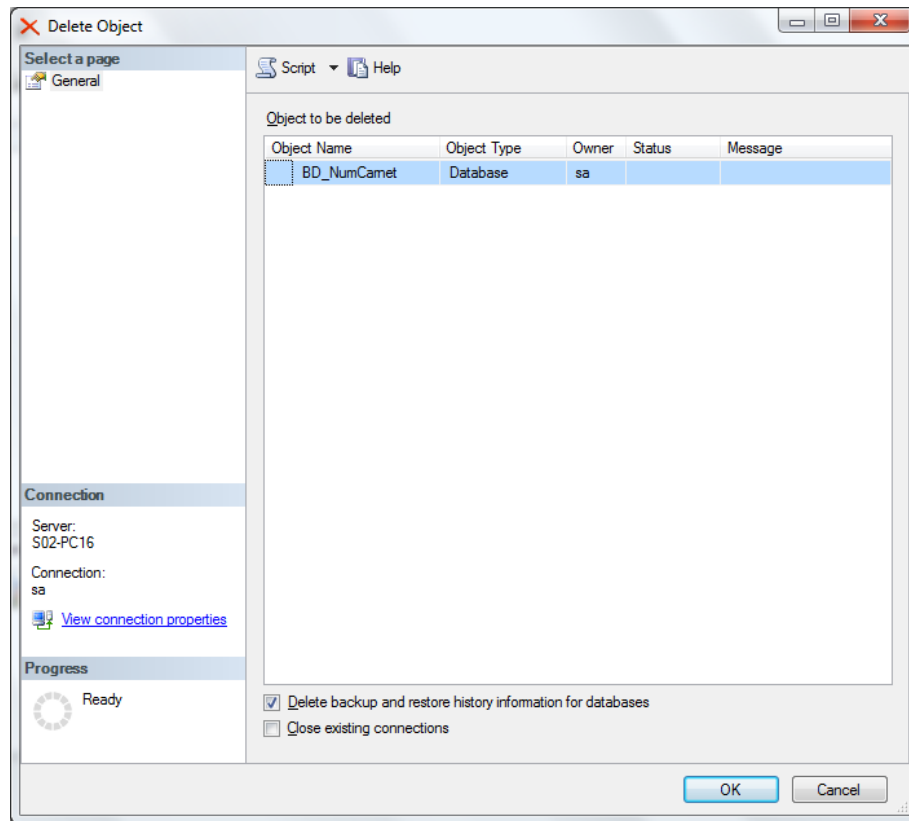 Delete Object
Select a page
General
Script Help
Object to be deleted
Object Name Object Type Owner Status Message
BD_NumCarnet Database sa
Connection
Server:
S02-PC16
Connection:
sa
View connection properties
Progress
Ready
Delete backup and restore history information for databases
Close existing connections
OK Cancel